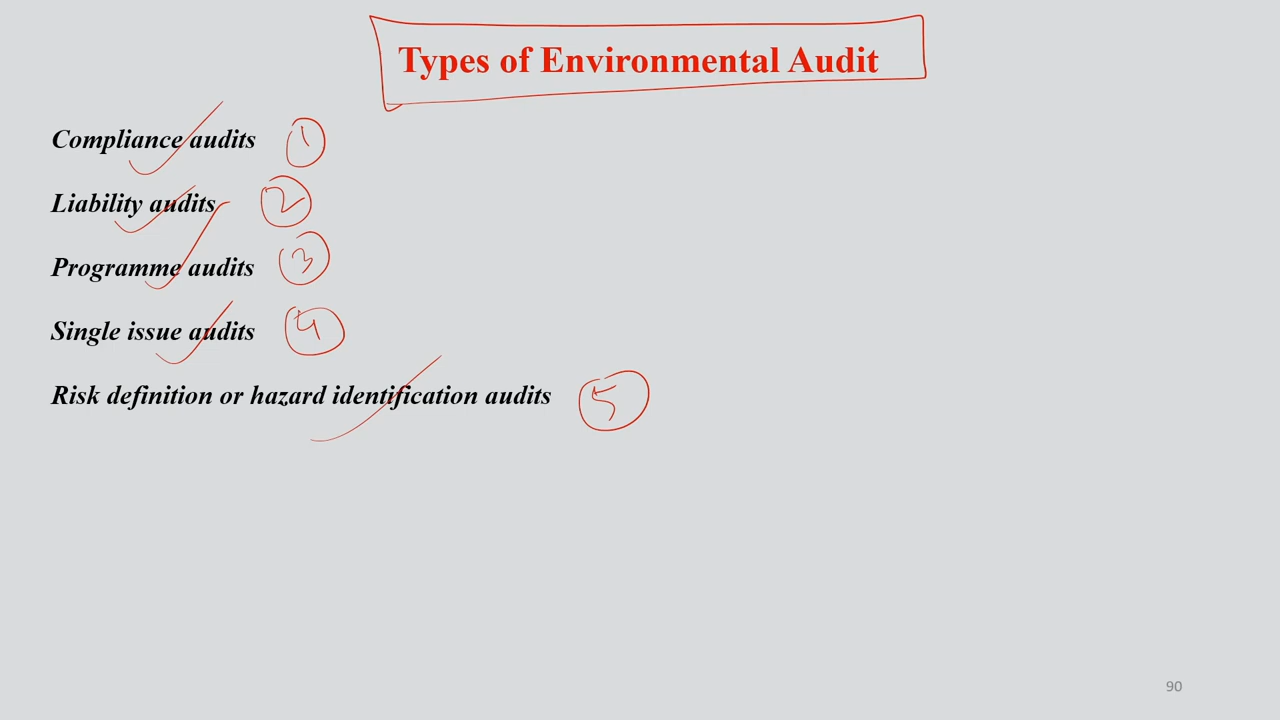 Types of Environmental Audit
Compliance audits 1
Liability audits 2
Programme audits 3
Single issue audits 4
Risk definition or hazard identification audits 5
90